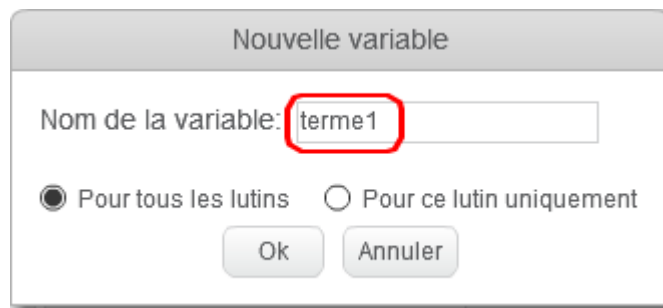 Nouvelle variable
Nom de la variable: terme1
Pour tous les lutins Pour ce lutin uniquement
Ok Annuler